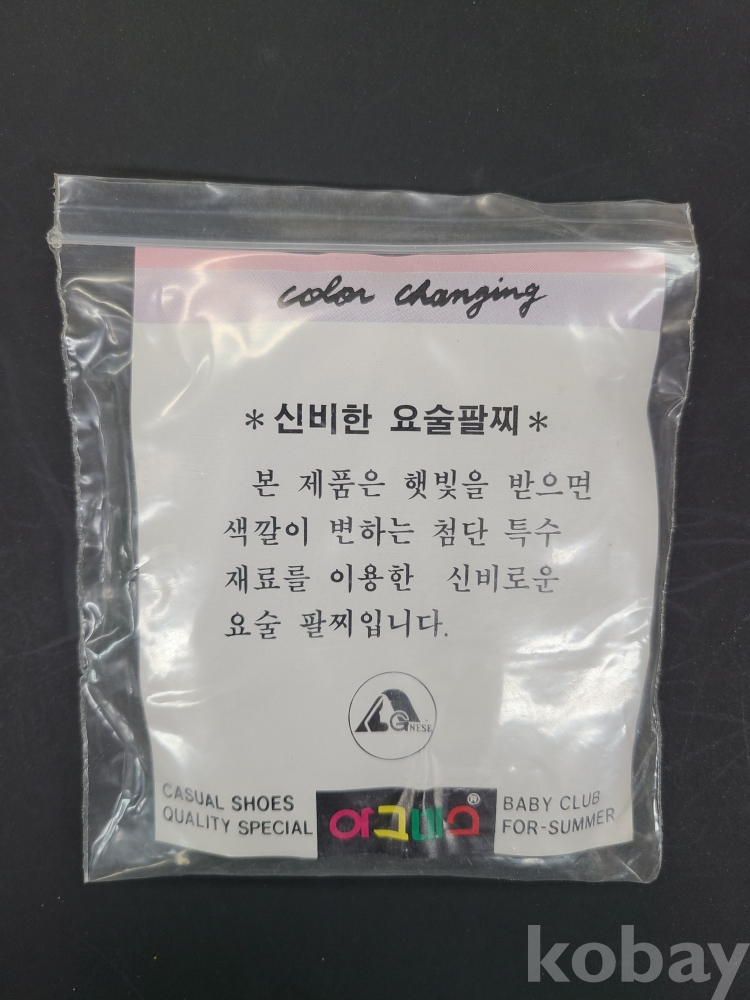 color changing
*신비한 요술팔찌*
본 제품은 햇빛을 받으면
색깔이 변하는 첨단 특수
재료를 이용한 신비로운
요술 팔찌입니다.
AGNESE
CASUAL SHOES
QUALITY SPECIAL
아그네스®
BABY CLUB
FOR-SUMMER
kobay